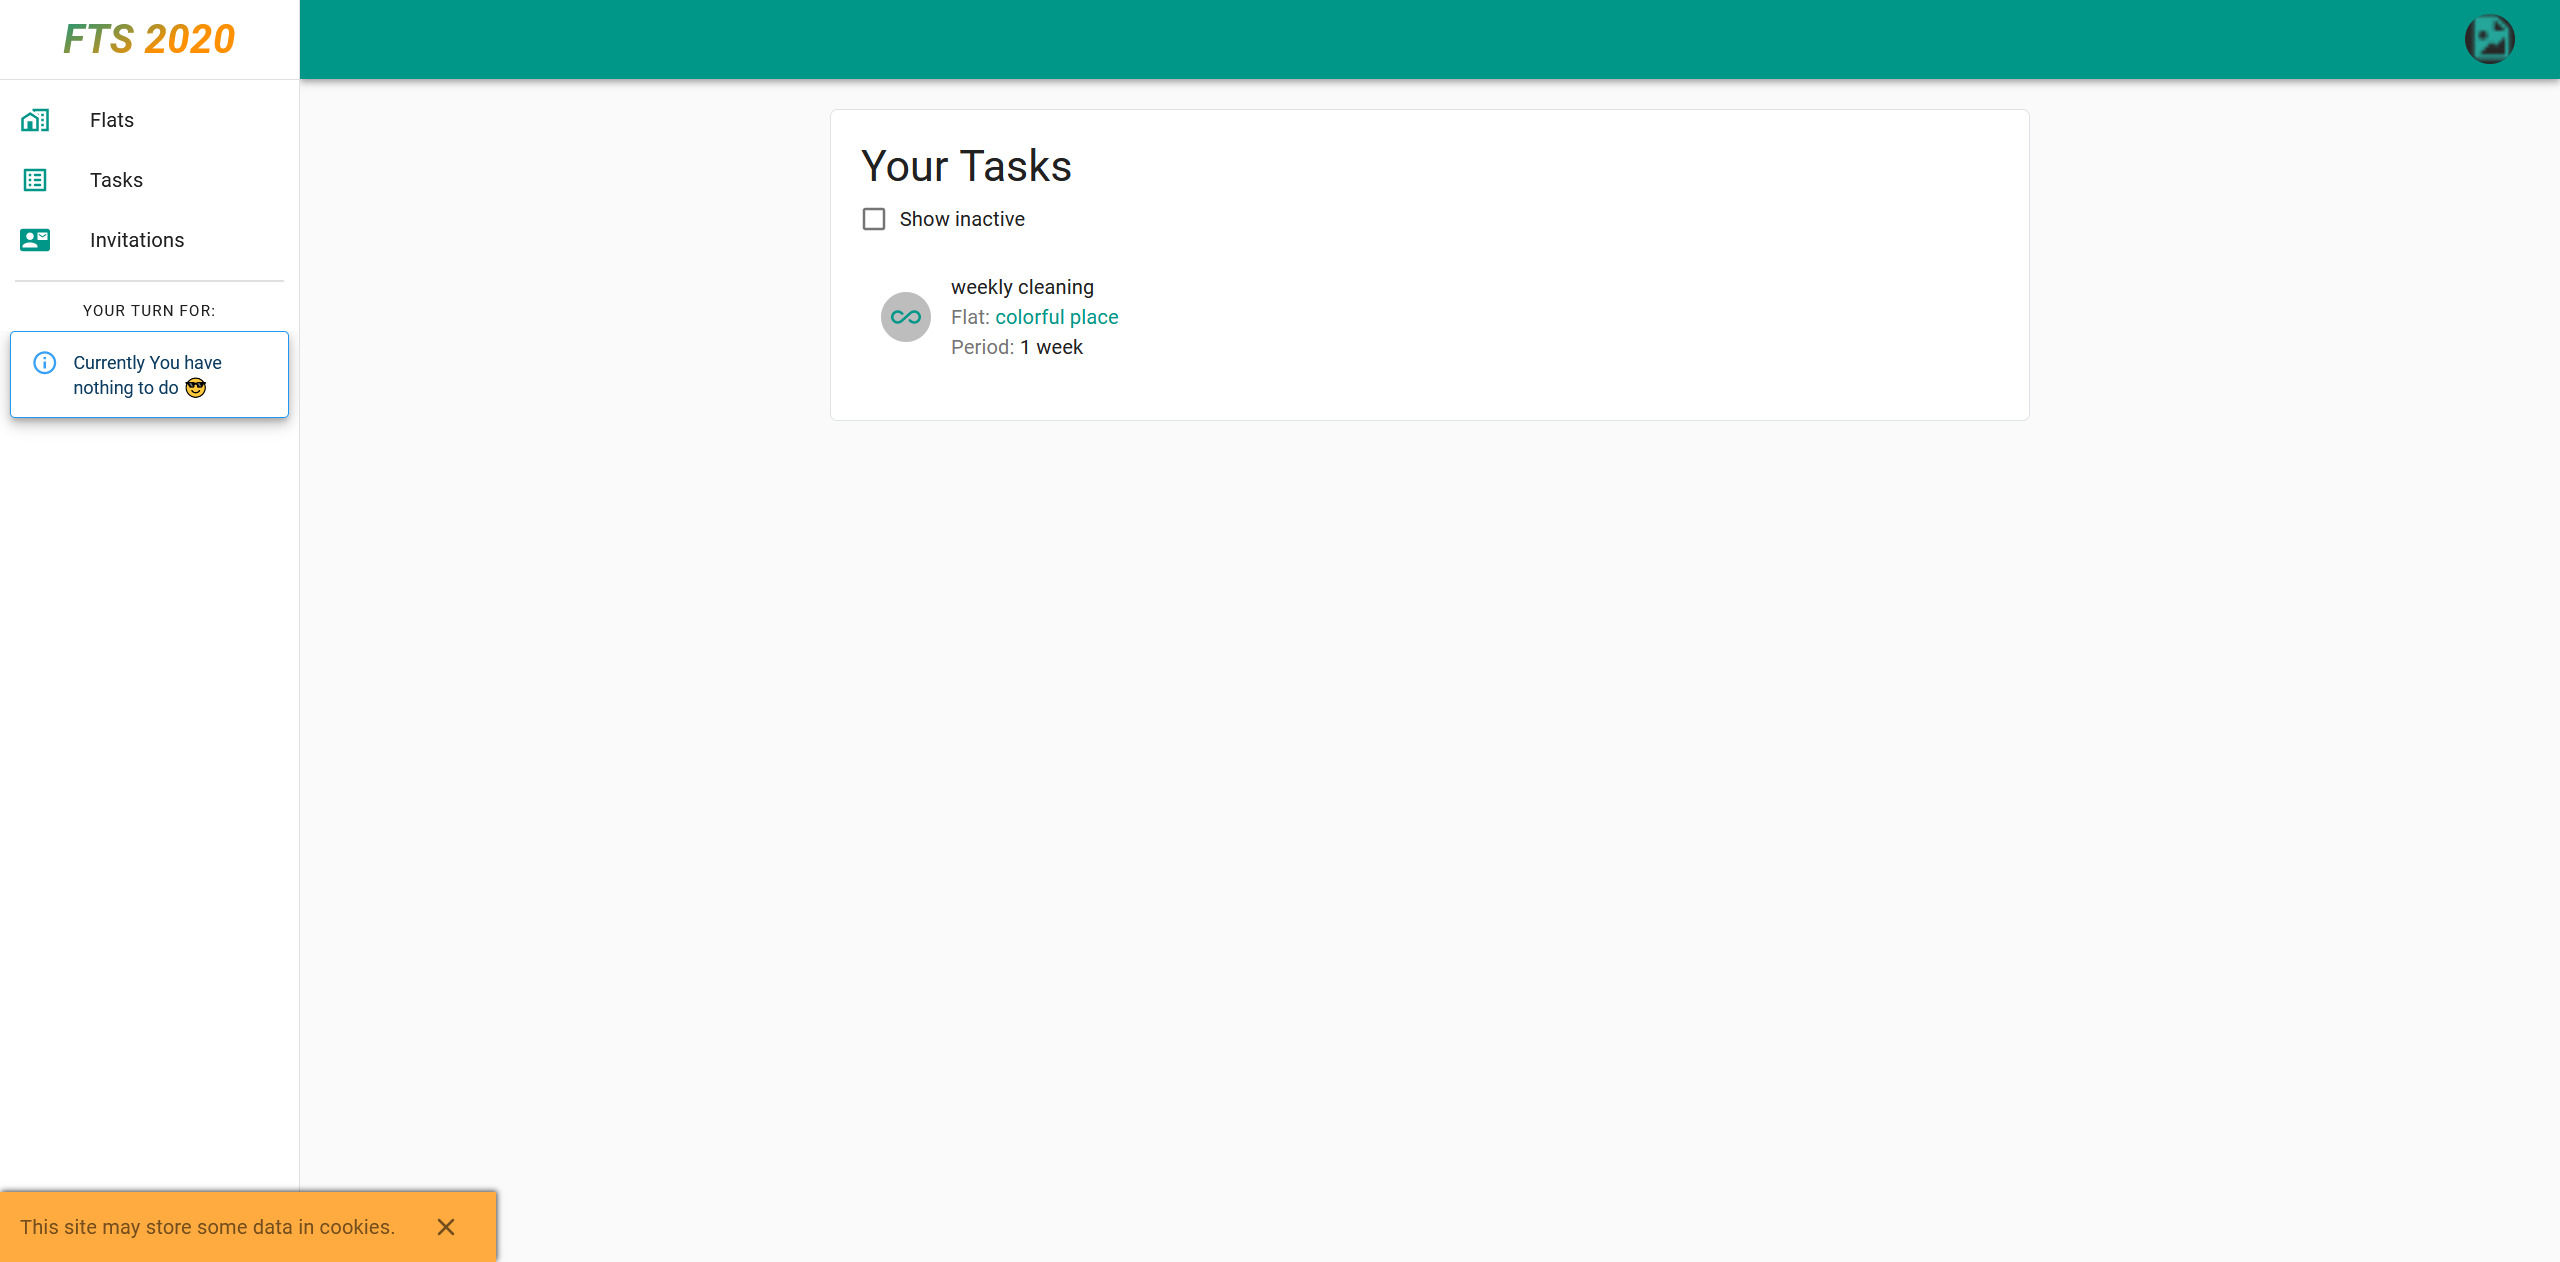 FTS 2020
Flats
Tasks
Invitations
YOUR TURN FOR:
Currently You have
nothing to do 😎
Your Tasks
Show inactive
weekly cleaning
Flat: colorful place
Period: 1 week
This site may store some data in cookies.